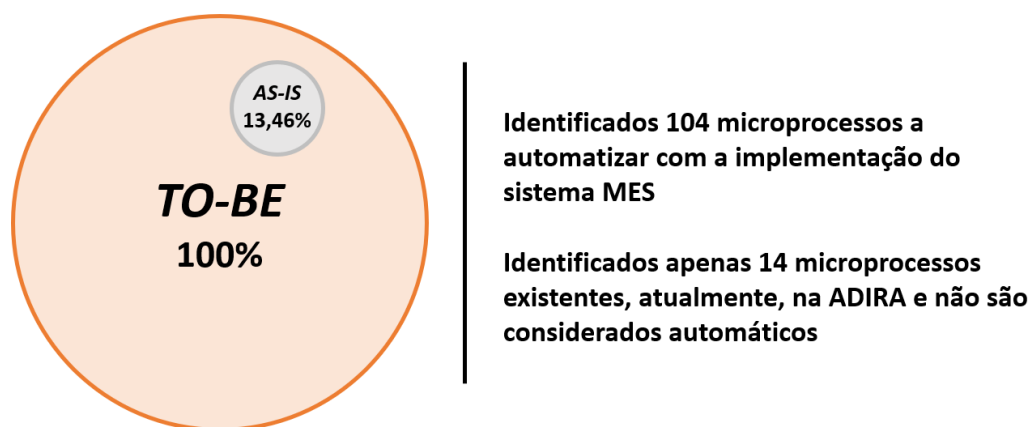 AS-IS
13,46%
TO-BE
100%
Identificados 104 microprocessos a
automatizar com a implementação do
sistema MES
Identificados apenas 14 microprocessos
existentes, atualmente, na ADIRA e não são
considerados automáticos